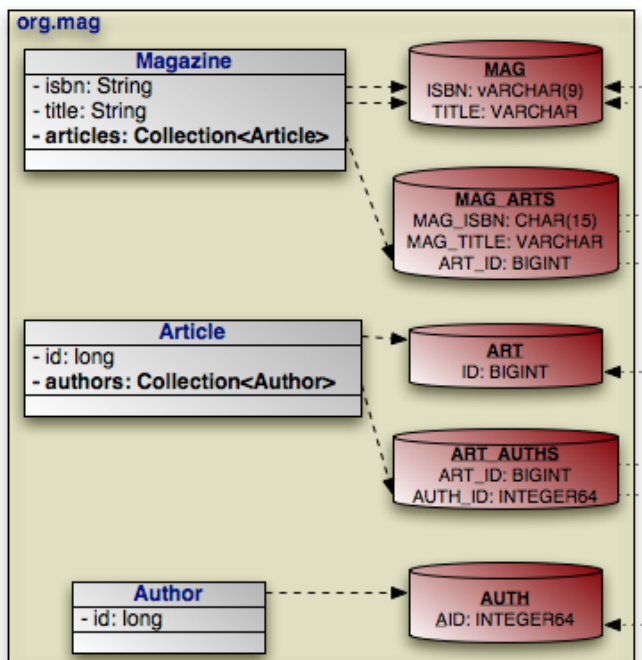 org.mag
Magazine
- isbn: String
- title: String
- articles: Collection<Article>
MAG
ISBN: vARCHAR(9)
TITLE: VARCHAR
MAG_ARTS
MAG_ISBN: CHAR(15)
MAG_TITLE: VARCHAR
ART_ID: BIGINT
Article
- id: long
- authors: Collection<Author>
ART
ID: BIGINT
ART_AUTHS
ART_ID: BIGINT
AUTH_ID: INTEGER64
Author
- id: long
AUTH
AID: INTEGER64